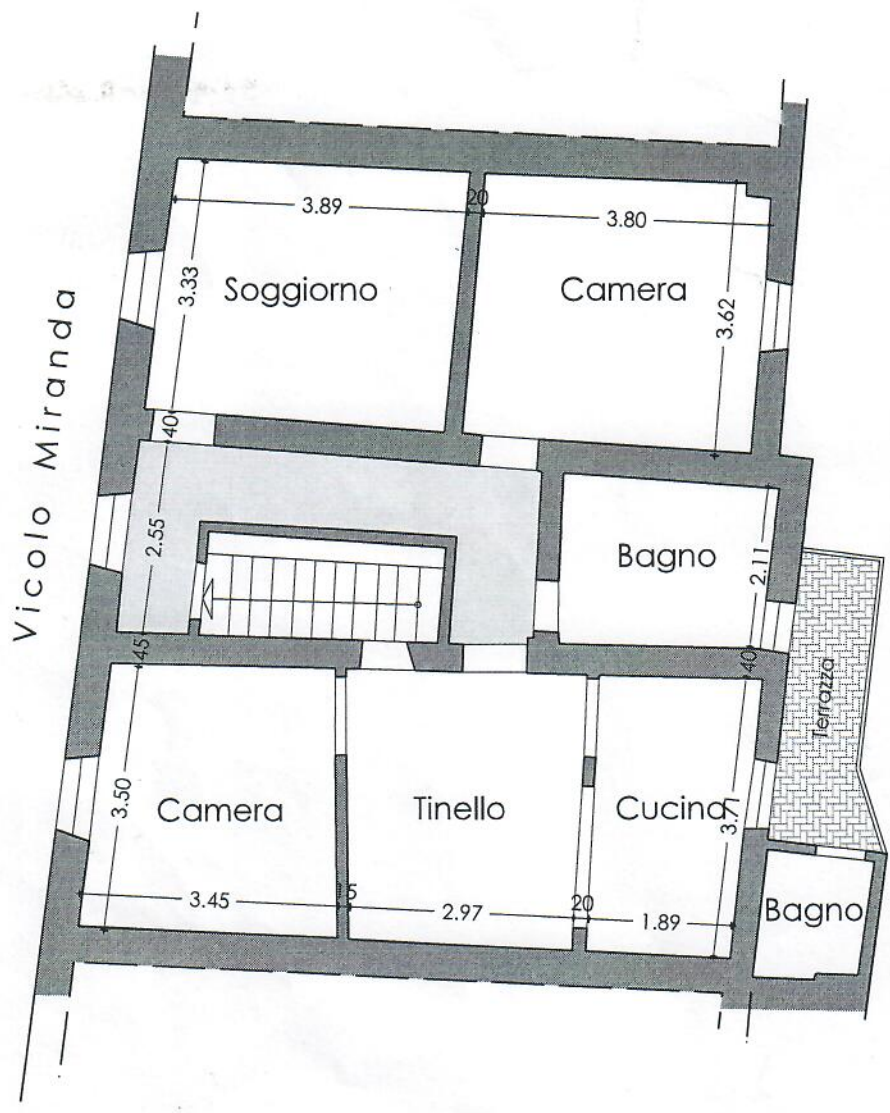 3.89
20
3.80
3.33
Soggiorno
Camera
3.62
Vicolo Miranda
40
2.55
Bagno
2.11
45
40
Terrazza
3.50
Camera
Tinello
Cucina
3.71
3.45
15
2.97
20
1.89
Bagno